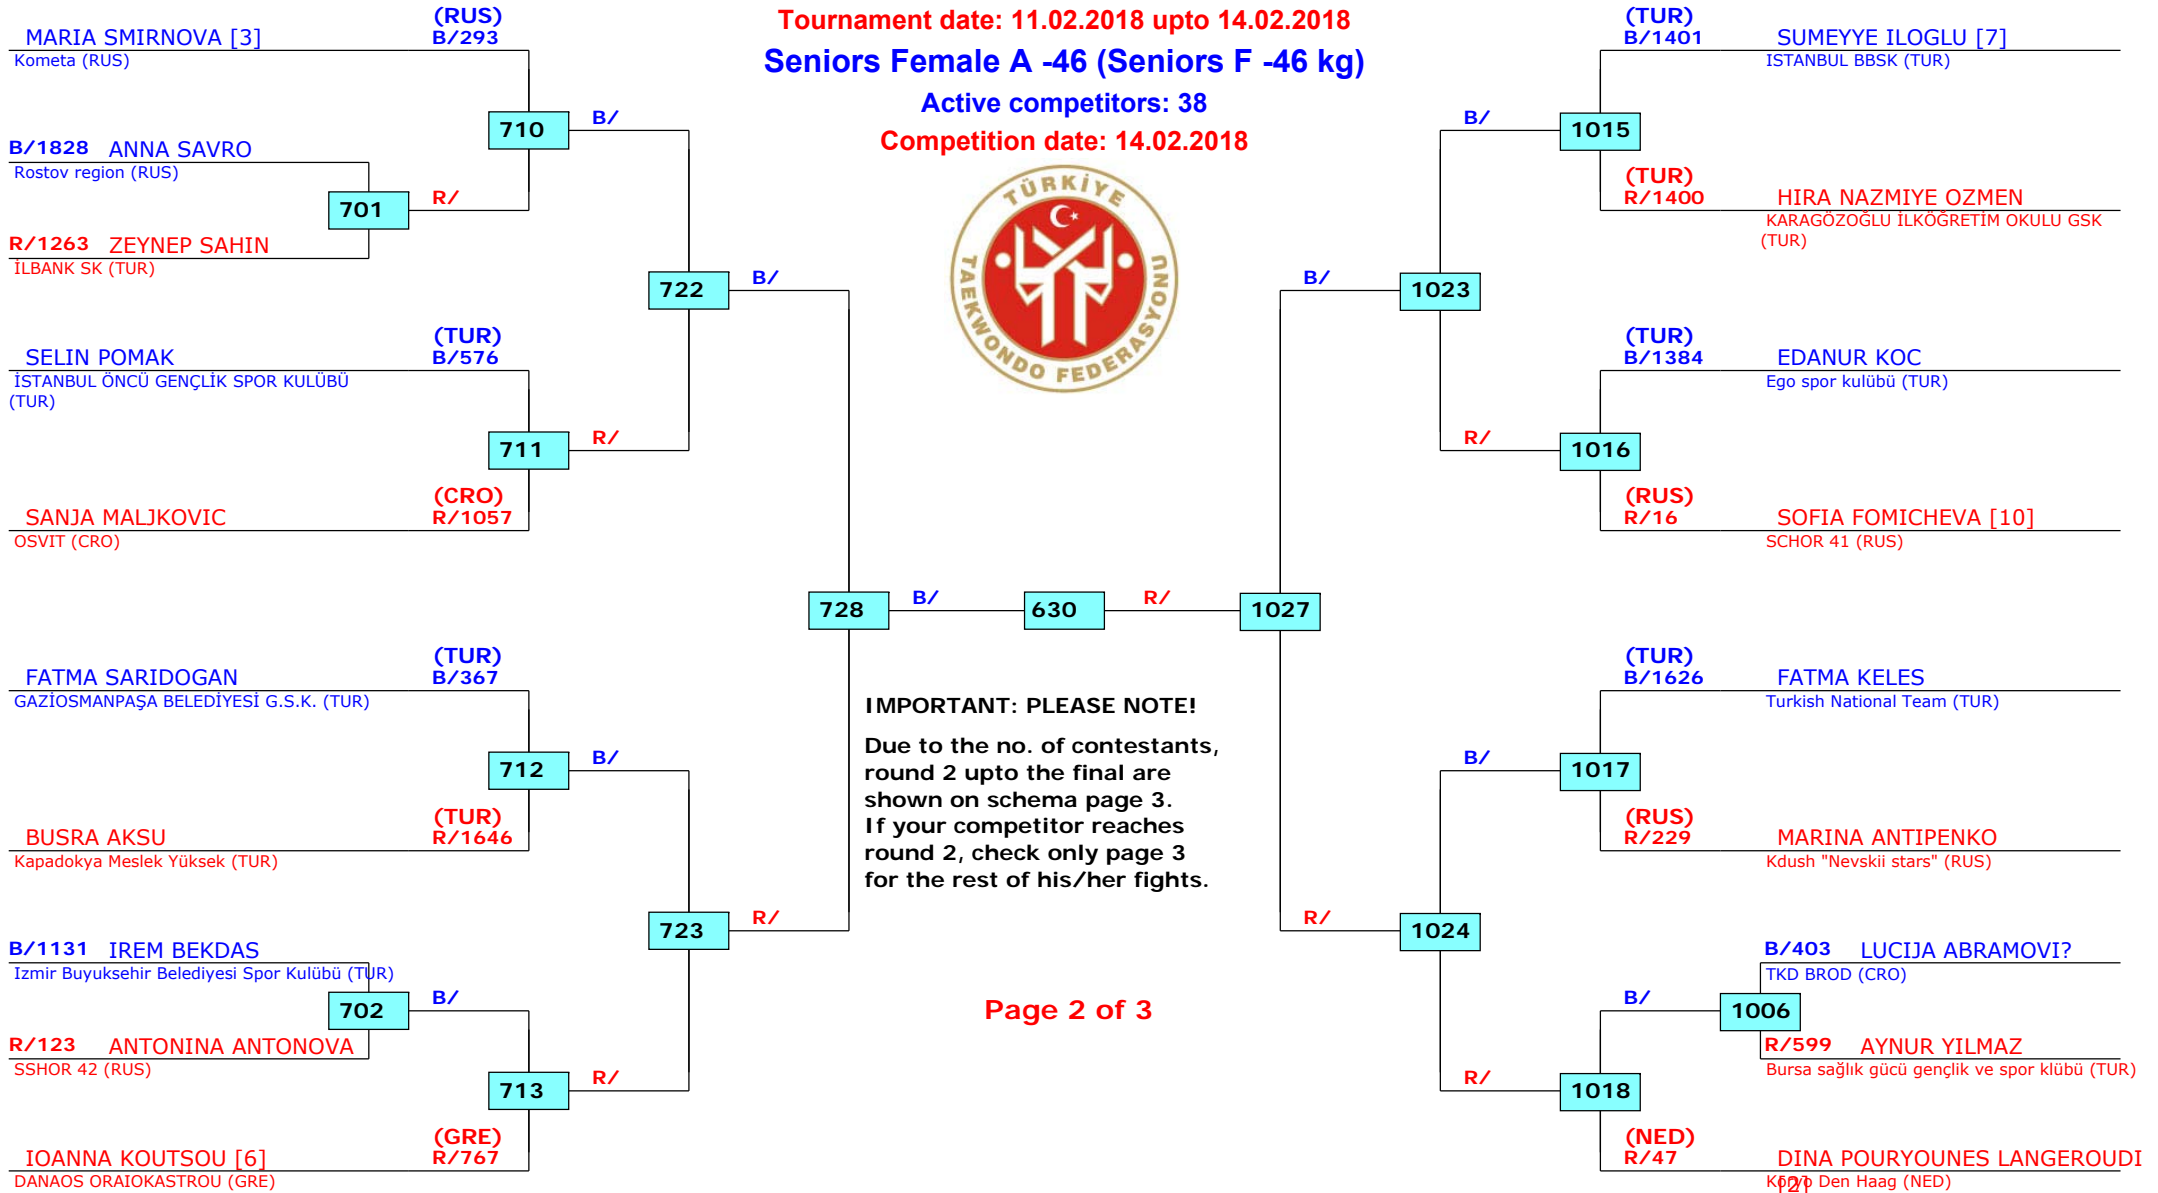 Tournament date: 11.02.2018 upto 14.02.2018
Seniors Female A -46 (Seniors F -46 kg)
Active competitors: 38
Competition date: 14.02.2018
TÜRKİYE
TAEKWONDO FEDERASYONU
(RUS)
MARIA SMIRNOVA [3] B/293
Kometa (RUS)
710 B/
B/1828 ANNA SAVRO
Rostov region (RUS)
701 R/
R/1263 ZEYNEP SAHIN
İLBANK SK (TUR)
722 B/
(TUR)
SELIN POMAK B/576
İSTANBUL ÖNCÜ GENÇLİK SPOR KULÜBÜ
(TUR)
711 R/
(CRO)
SANJA MALJKOVIC R/1057
OSVIT (CRO)
728 B/
630 R/
1027
(TUR)
FATMA SARIDOGAN B/367
GAZİOSMANPAŞA BELEDİYESİ G.S.K. (TUR)
712 B/
(TUR)
BUSRA AKSU R/1646
Kapadokya Meslek Yüksek (TUR)
723 R/
B/1131 IREM BEKDAS
Izmir Buyuksehir Belediyesi Spor Kulübü (TUR)
702 B/
R/123 ANTONINA ANTONOVA
SSHOR 42 (RUS)
713 R/
(GRE)
IOANNA KOUTSOU [6] R/767
DANAOS ORAIOKASTROU (GRE)
IMPORTANT: PLEASE NOTE!
Due to the no. of contestants,
round 2 upto the final are
shown on schema page 3.
If your competitor reaches
round 2, check only page 3
for the rest of his/her fights.
Page 2 of 3
(TUR)
B/1401 SUMEYYE ILOGLU [7]
ISTANBUL BBSK (TUR)
B/ 1015
(TUR)
R/1400 HIRA NAZMIYE OZMEN
KARAGÖZOĞLU İLKÖĞRETİM OKULU GSK
(TUR)
B/ 1023
(TUR)
B/1384 EDANUR KOC
Ego spor kulübü (TUR)
R/ 1016
(RUS)
R/16 SOFIA FOMICHEVA [10]
SCHOR 41 (RUS)
(TUR)
B/1626 FATMA KELES
Turkish National Team (TUR)
B/ 1017
(RUS)
R/229 MARINA ANTIPENKO
Kdush "Nevskii stars" (RUS)
R/ 1024
B/403 LUCIJA ABRAMOVI?
TKD BROD (CRO)
B/ 1006
R/599 AYNUR YILMAZ
Bursa sağlık gücü gençlik ve spor klübü (TUR)
R/ 1018
(NED)
R/47 DINA POURYOUNES LANGEROUDI
[2]
Den Haag (NED)